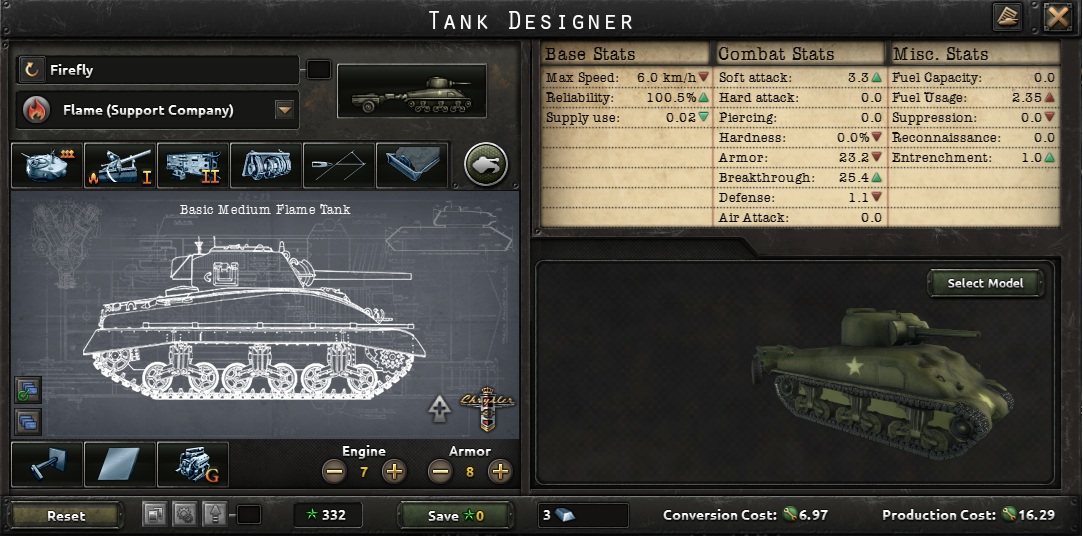 TANK DESIGNER
Firefly
Flame (Support Company)
I
II
Basic Medium Flame Tank
Chrysler
G
Engine
7
Armor
8
Base Stats
Max Speed: 6.0 km/h
Reliability: 100.5%
Supply use: 0.02
Combat Stats
Soft attack: 3.3
Hard attack: 0.0
Piercing: 0.0
Hardness: 0.0%
Armor: 23.2
Breakthrough: 25.4
Defense: 1.1
Air Attack: 0.0
Misc. Stats
Fuel Capacity: 0.0
Fuel Usage: 2.35
Suppression: 0.0
Reconnaissance: 0.0
Entrenchment: 1.0
Select Model
Reset
332
Save 0
3
Conversion Cost: 6.97
Production Cost: 16.29